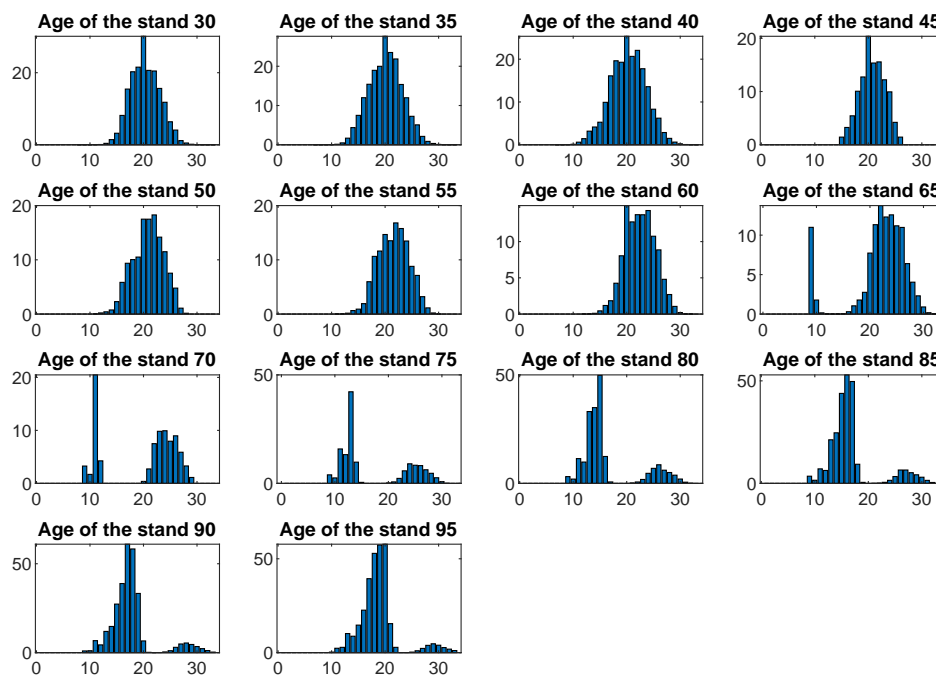 Age of the stand 30 Age of the stand 35 Age of the stand 40 Age of the stand 45
20 20 20 20
10 10 10
0 0 0 0
0 10 20 30 0 10 20 30 0 10 20 30 0 10 20 30
Age of the stand 50 Age of the stand 55 Age of the stand 60 Age of the stand 65
20 20
10 10 10 10
5 5
0 0 0 0
0 10 20 30 0 10 20 30 0 10 20 30 0 10 20 30
Age of the stand 70 Age of the stand 75 Age of the stand 80 Age of the stand 85
20 50 50 50
10
0 0 0 0
0 10 20 30 0 10 20 30 0 10 20 30 0 10 20 30
Age of the stand 90 Age of the stand 95
50 50
0 0
0 10 20 30 0 10 20 30